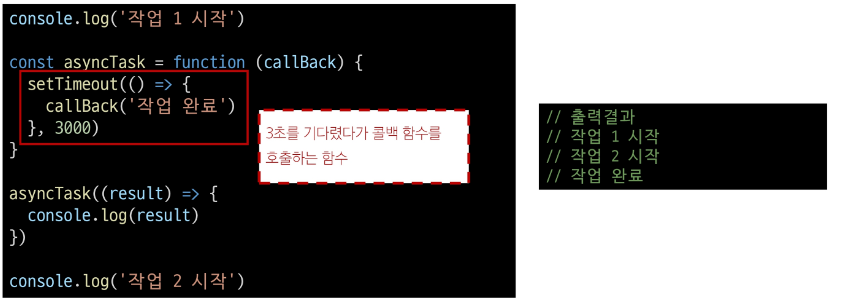 console.log('작업 1 시작')
const asyncTask = function (callBack) {
setTimeout(() => {
callBack('작업 완료')
}, 3000)
}
3초를 기다렸다가 콜백 함수를
호출하는 함수
asyncTask((result) => {
console.log(result)
})
console.log('작업 2 시작')
// 출력결과
// 작업 1 시작
// 작업 2 시작
// 작업 완료